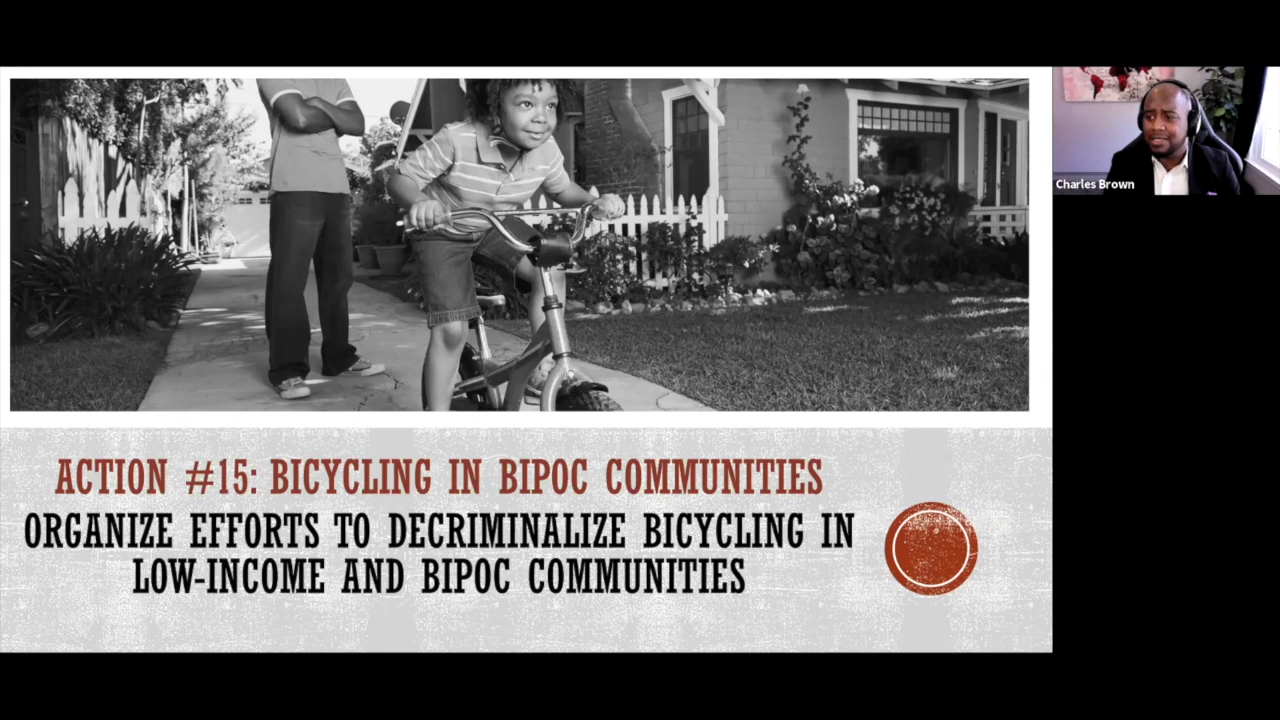 Charles Brown
ACTION #15: BICYCLING IN BIPOC COMMUNITIES
ORGANIZE EFFORTS TO DECRIMINALIZE BICYCLING IN
LOW-INCOME AND BIPOC COMMUNITIES